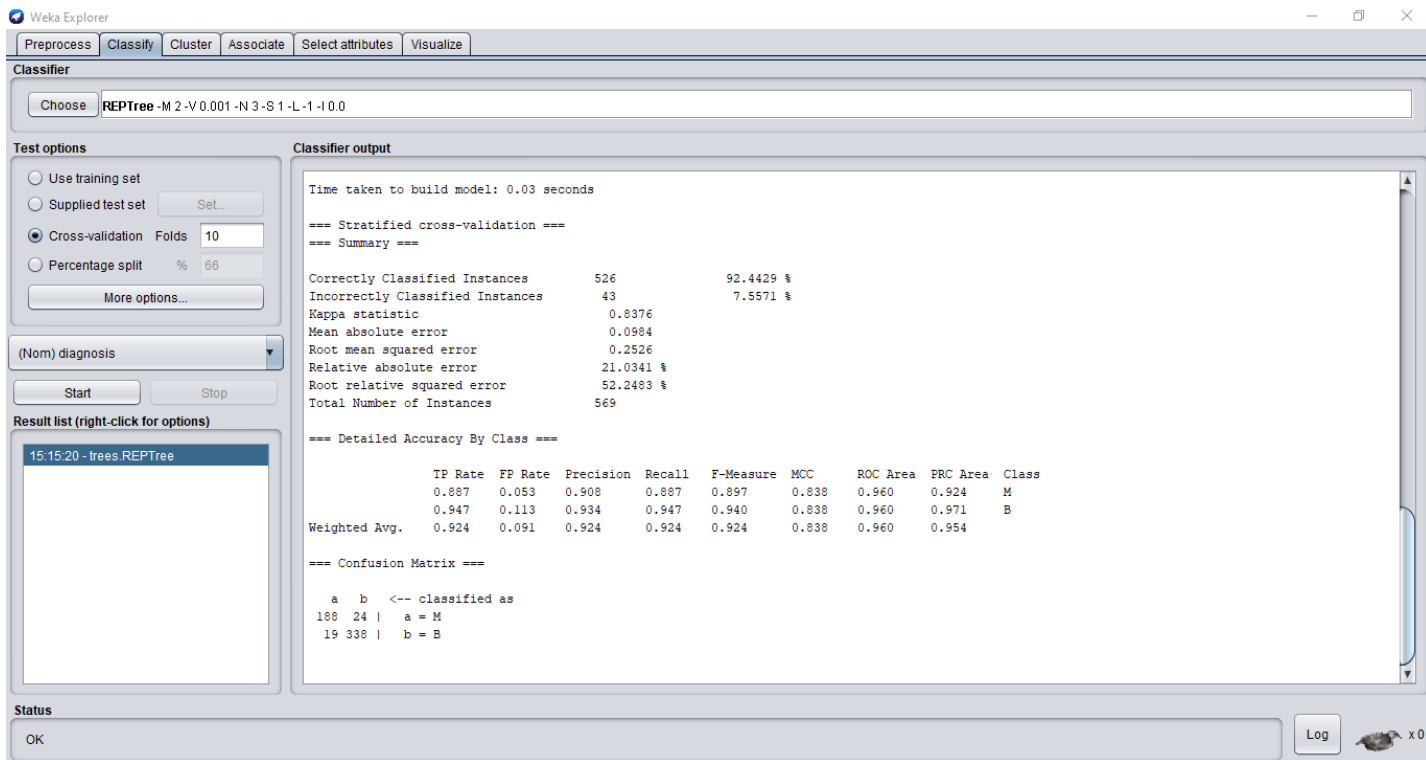 Weka Explorer
Preprocess Classify Cluster Associate Select attributes Visualize
Classifier
Choose REPTree -M 2 -V 0.001 -N 3 -S 1 -L -1 -I 0.0
Test options
Use training set
Supplied test set Set...
Cross-validation Folds 10
Percentage split % 66
More options...
(Nom) diagnosis
Start Stop
Result list (right-click for options)
15:15:20 - trees.REPTree
Classifier output
Time taken to build model: 0.03 seconds
=== Stratified cross-validation ===
=== Summary ===
Correctly Classified Instances 526 92.4429 %
Incorrectly Classified Instances 43 7.5571 %
Kappa statistic 0.8376
Mean absolute error 0.0984
Root mean squared error 0.2526
Relative absolute error 21.0341 %
Root relative squared error 52.2483 %
Total Number of Instances 569
=== Detailed Accuracy By Class ===
TP Rate FP Rate Precision Recall F-Measure MCC ROC Area PRC Area Class
0.887 0.053 0.908 0.887 0.897 0.838 0.960 0.924 M
0.947 0.113 0.934 0.947 0.940 0.838 0.960 0.971 B
Weighted Avg. 0.924 0.091 0.924 0.924 0.924 0.838 0.960 0.954
=== Confusion Matrix ===
a b <-- classified as
188 24 | a = M
19 338 | b = B
Status
OK
Log x 0